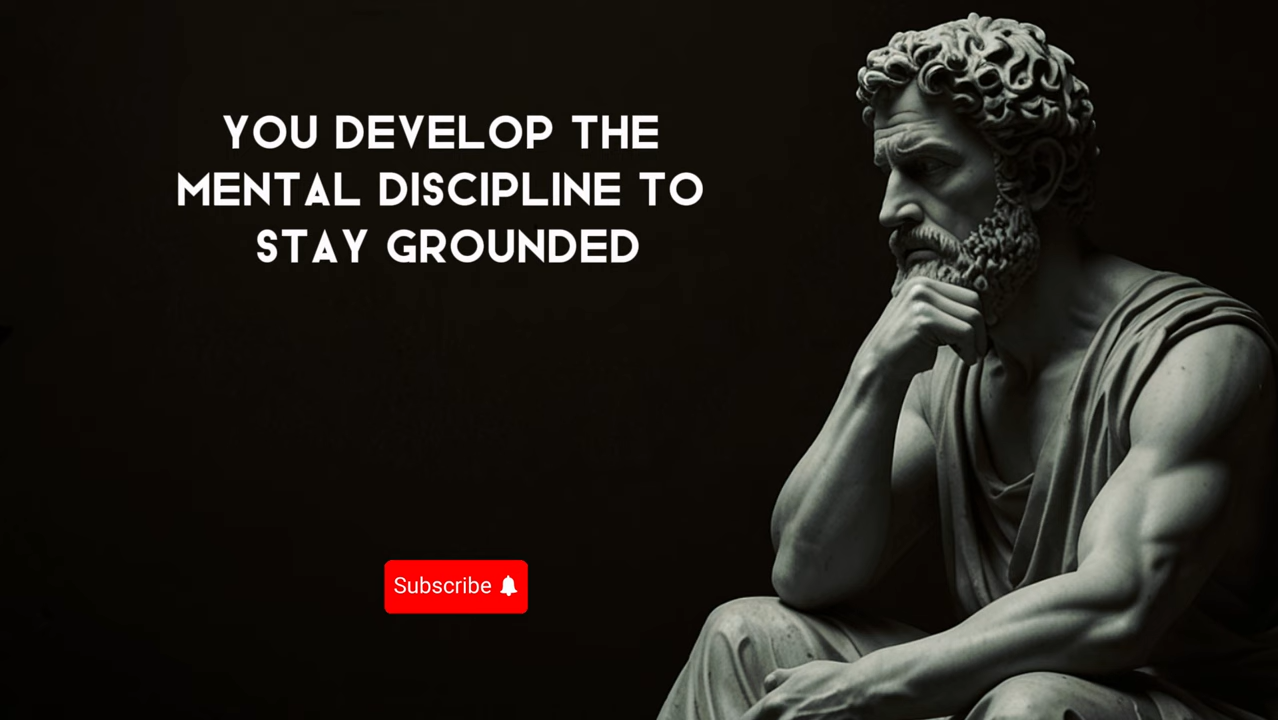 YOU DEVELOP THE
MENTAL DISCIPLINE TO
STAY GROUNDED
Subscribe